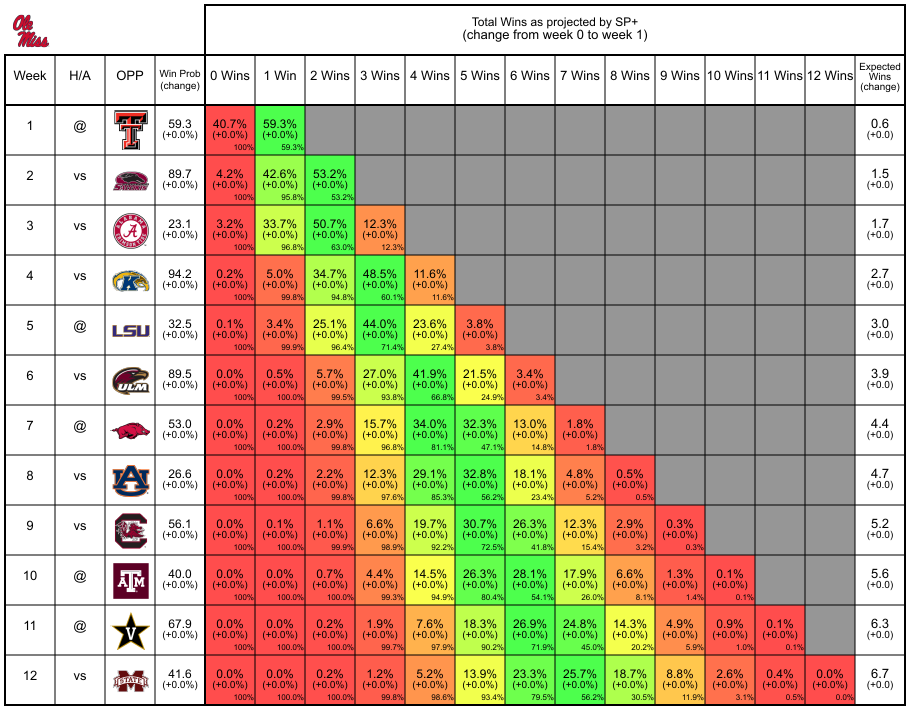 Ole
Miss
Total Wins as projected by SP+
(change from week 0 to week 1)
Week H/A OPP Win Prob (change) 0 Wins 1 Win 2 Wins 3 Wins 4 Wins 5 Wins 6 Wins 7 Wins 8 Wins 9 Wins 10 Wins 11 Wins 12 Wins Expected Wins (change)
1 @ T 59.3 40.7% 59.3% 0.6
(+0.0%) (+0.0%) (+0.0%) (+0.0)
100% 59.3%
2 vs 89.7 4.2% 42.6% 53.2% 1.5
(+0.0%) (+0.0%) (+0.0%) (+0.0%) (+0.0)
100% 95.8% 53.2%
3 vs A 23.1 3.2% 33.7% 50.7% 12.3% 1.7
(+0.0%) (+0.0%) (+0.0%) (+0.0%) (+0.0%) (+0.0)
100% 96.8% 63.0% 12.3%
4 vs K 94.2 0.2% 5.0% 34.7% 48.5% 11.6% 2.7
(+0.0%) (+0.0%) (+0.0%) (+0.0%) (+0.0%) (+0.0%) (+0.0)
100% 99.8% 94.8% 60.1% 11.6%
5 @ LSU 32.5 0.1% 3.4% 25.1% 44.0% 23.6% 3.8% 3.0
(+0.0%) (+0.0%) (+0.0%) (+0.0%) (+0.0%) (+0.0%) (+0.0%) (+0.0)
100% 99.9% 96.4% 71.4% 27.4% 3.8%
6 vs ULM 89.5 0.0% 0.5% 5.7% 27.0% 41.9% 21.5% 3.4% 3.9
(+0.0%) (+0.0%) (+0.0%) (+0.0%) (+0.0%) (+0.0%) (+0.0%) (+0.0%) (+0.0)
100% 100.0% 99.5% 93.8% 66.8% 24.9% 3.4%
7 @ 53.0 0.0% 0.2% 2.9% 15.7% 34.0% 32.3% 13.0% 1.8% 4.4
(+0.0%) (+0.0%) (+0.0%) (+0.0%) (+0.0%) (+0.0%) (+0.0%) (+0.0%) (+0.0%) (+0.0)
100% 100.0% 99.8% 96.8% 81.1% 47.1% 14.8% 1.8%
8 vs AU 26.6 0.0% 0.2% 2.2% 12.3% 29.1% 32.8% 18.1% 4.8% 0.5% 4.7
(+0.0%) (+0.0%) (+0.0%) (+0.0%) (+0.0%) (+0.0%) (+0.0%) (+0.0%) (+0.0%) (+0.0%) (+0.0)
100% 100.0% 99.8% 97.6% 85.3% 56.2% 23.4% 5.2% 0.5%
9 vs C 56.1 0.0% 0.1% 1.1% 6.6% 19.7% 30.7% 26.3% 12.3% 2.9% 0.3% 5.2
(+0.0%) (+0.0%) (+0.0%) (+0.0%) (+0.0%) (+0.0%) (+0.0%) (+0.0%) (+0.0%) (+0.0%) (+0.0%) (+0.0)
100% 100.0% 99.9% 98.9% 92.2% 72.5% 41.8% 15.4% 3.2% 0.3%
10 @ ATM 40.0 0.0% 0.0% 0.7% 4.4% 14.5% 26.3% 28.1% 17.9% 6.6% 1.3% 0.1% 5.6
(+0.0%) (+0.0%) (+0.0%) (+0.0%) (+0.0%) (+0.0%) (+0.0%) (+0.0%) (+0.0%) (+0.0%) (+0.0%) (+0.0%) (+0.0)
100% 100.0% 100.0% 99.3% 94.9% 80.4% 54.1% 26.0% 8.1% 1.4% 0.1%
11 @ V 67.9 0.0% 0.0% 0.2% 1.9% 7.6% 18.3% 26.9% 24.8% 14.3% 4.9% 0.9% 0.1% 6.3
(+0.0%) (+0.0%) (+0.0%) (+0.0%) (+0.0%) (+0.0%) (+0.0%) (+0.0%) (+0.0%) (+0.0%) (+0.0%) (+0.0%) (+0.0%) (+0.0)
100% 100.0% 100.0% 99.7% 97.9% 90.2% 71.9% 45.0% 20.2% 5.9% 1.0% 0.1%
12 vs STATE 41.6 0.0% 0.0% 0.2% 1.2% 5.2% 13.9% 23.3% 25.7% 18.7% 8.8% 2.6% 0.4% 0.0% 6.7
(+0.0%) (+0.0%) (+0.0%) (+0.0%) (+0.0%) (+0.0%) (+0.0%) (+0.0%) (+0.0%) (+0.0%) (+0.0%) (+0.0%) (+0.0%) (+0.0%) (+0.0)
100% 100.0% 100.0% 99.8% 98.6% 93.4% 79.5% 56.2% 30.5% 11.9% 3.1% 0.5% 0.0%